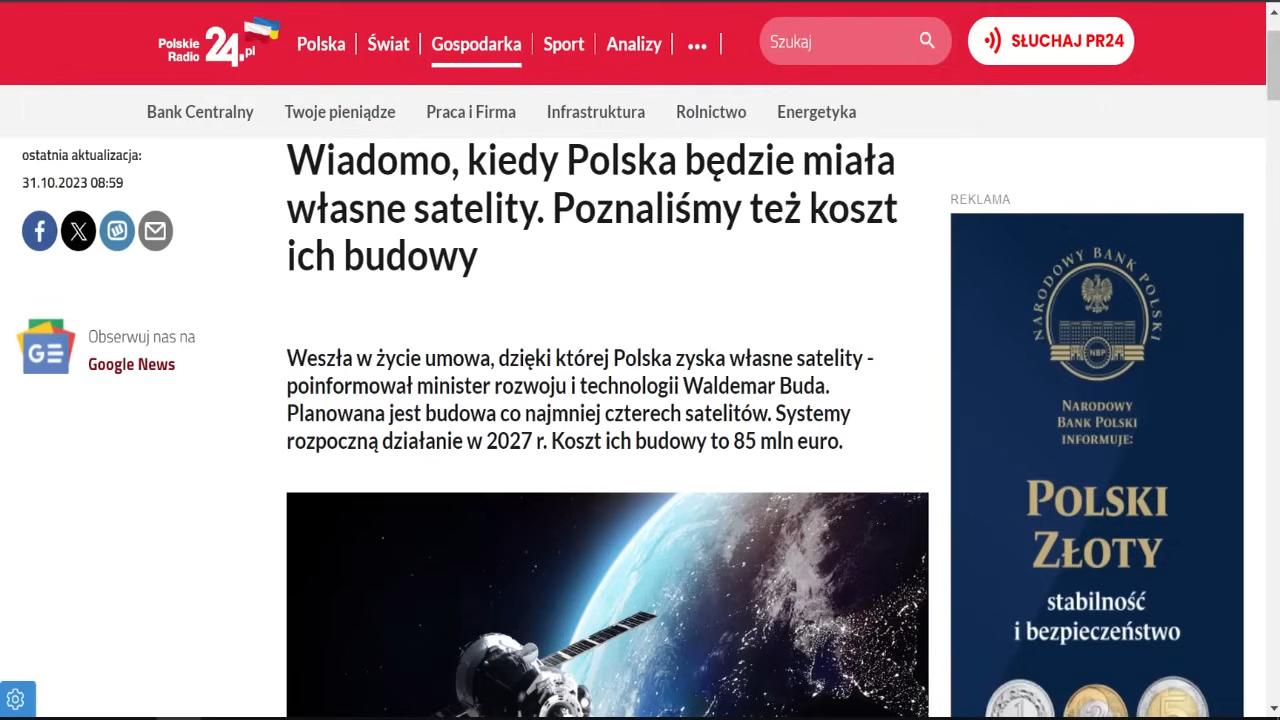 Polskie
Radio
24.pl
Polska
Świat
Gospodarka
Sport
Analizy
...
Szukaj
SŁUCHAJ PR24
Bank Centralny
Twoje pieniądze
Praca i Firma
Infrastruktura
Rolnictwo
Energetyka
ostatnia aktualizacja:
31.10.2023 08:59
Wiadomo, kiedy Polska będzie miała
własne satelity. Poznaliśmy też koszt
ich budowy
Obserwuj nas na
Google News
Weszła w życie umowa, dzięki której Polska zyska własne satelity -
poinformował minister rozwoju i technologii Waldemar Buda.
Planowana jest budowa co najmniej czterech satelitów. Systemy
rozpoczną działanie w 2027 r. Koszt ich budowy to 85 mln euro.
REKLAMA
NARODOWY BANK POLSKI
NBP
NARODOWY
BANK POLSKI
INFORMUJE:
POLSKI
ZŁOTY
stabilność
i bezpieczeństwo
1
2
5